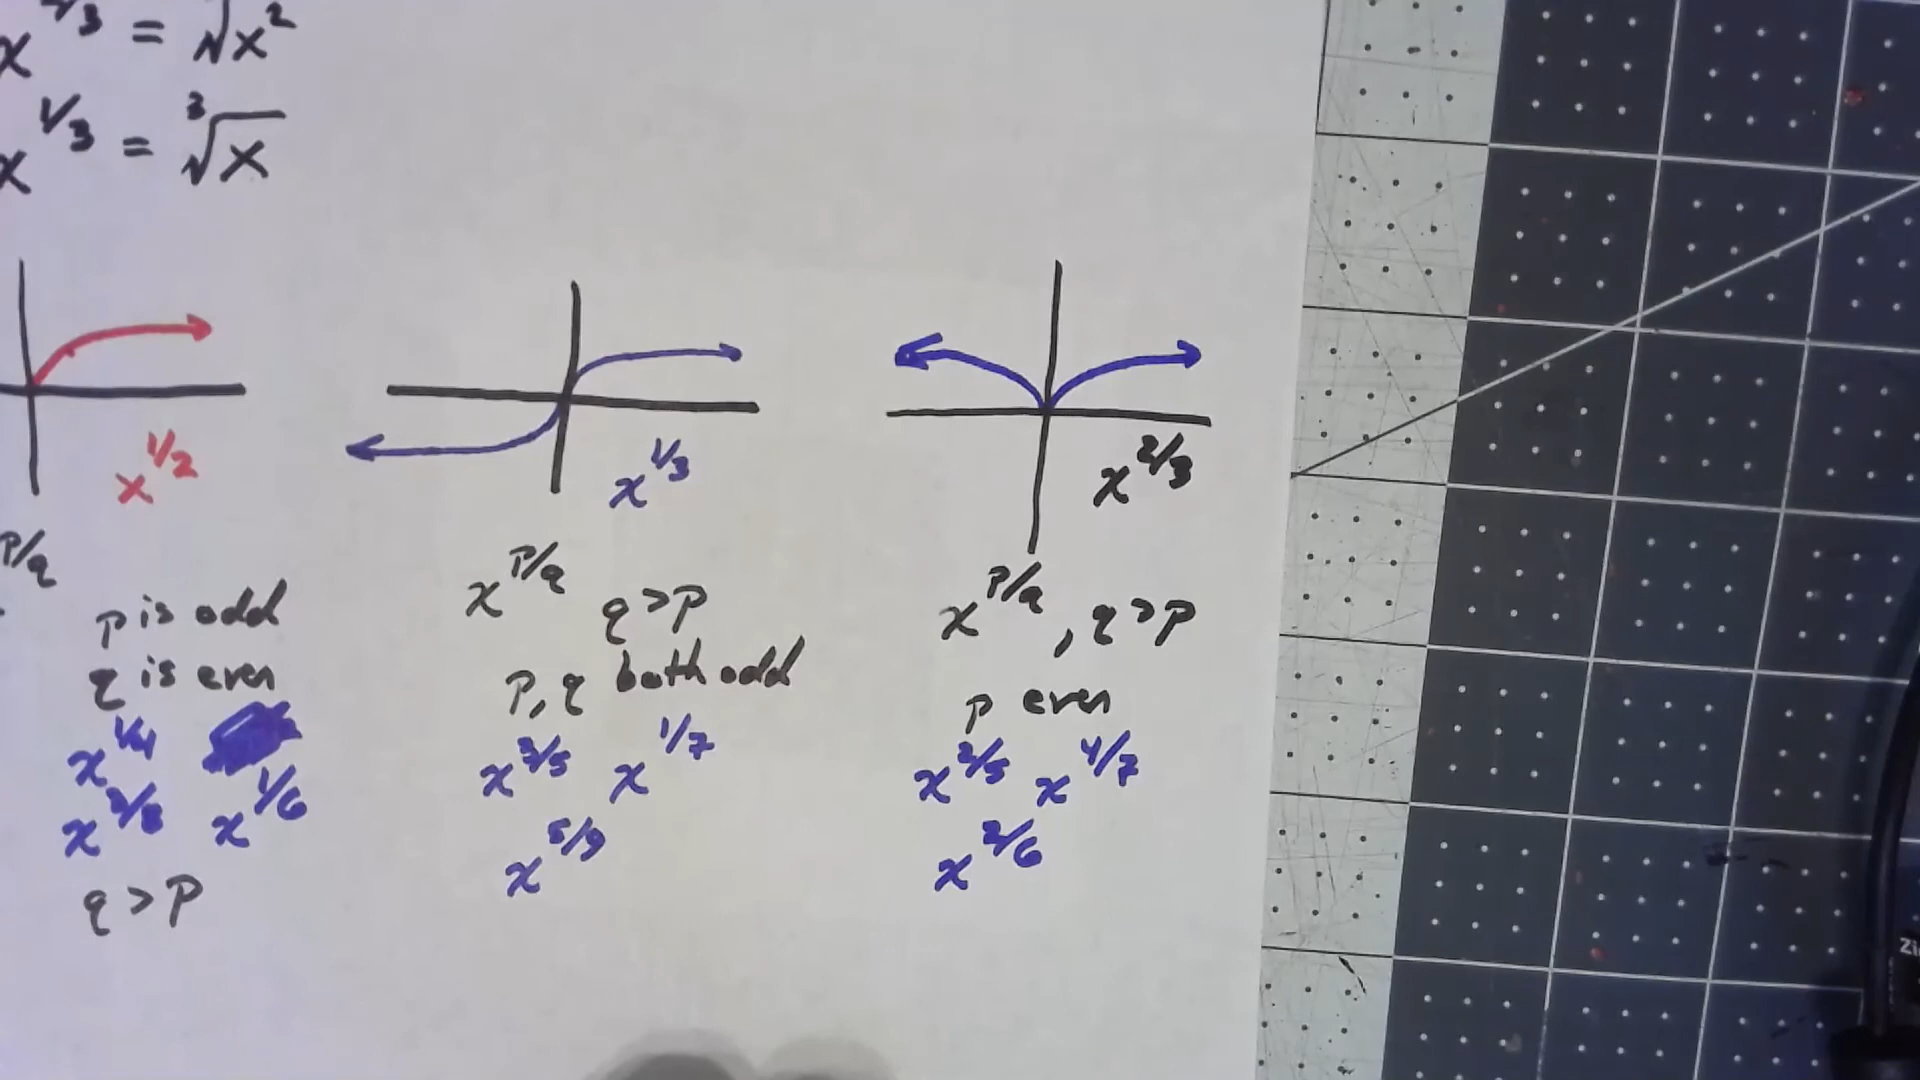 x^2/3 = √x²
x^1/3 = ³√x
x^1/2
x^1/3
x^2/3
p/q
p is odd
q is even
x^1/4
x^3/8 x^1/6
q > p
x^p/q q > p
p, q both odd
x^3/5 x^1/7
x^5/9
x^p/q , q > p
p even
x^2/5 x^4/7
x^2/6